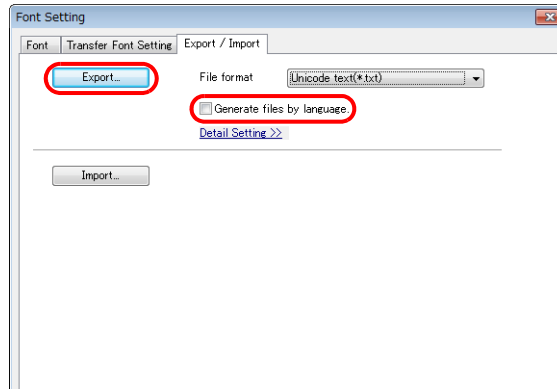 Font Setting
Font Transfer Font Setting Export / Import
Export... File format Unicode text(*.txt)
Generate files by language.
Detail Setting >>
Import...